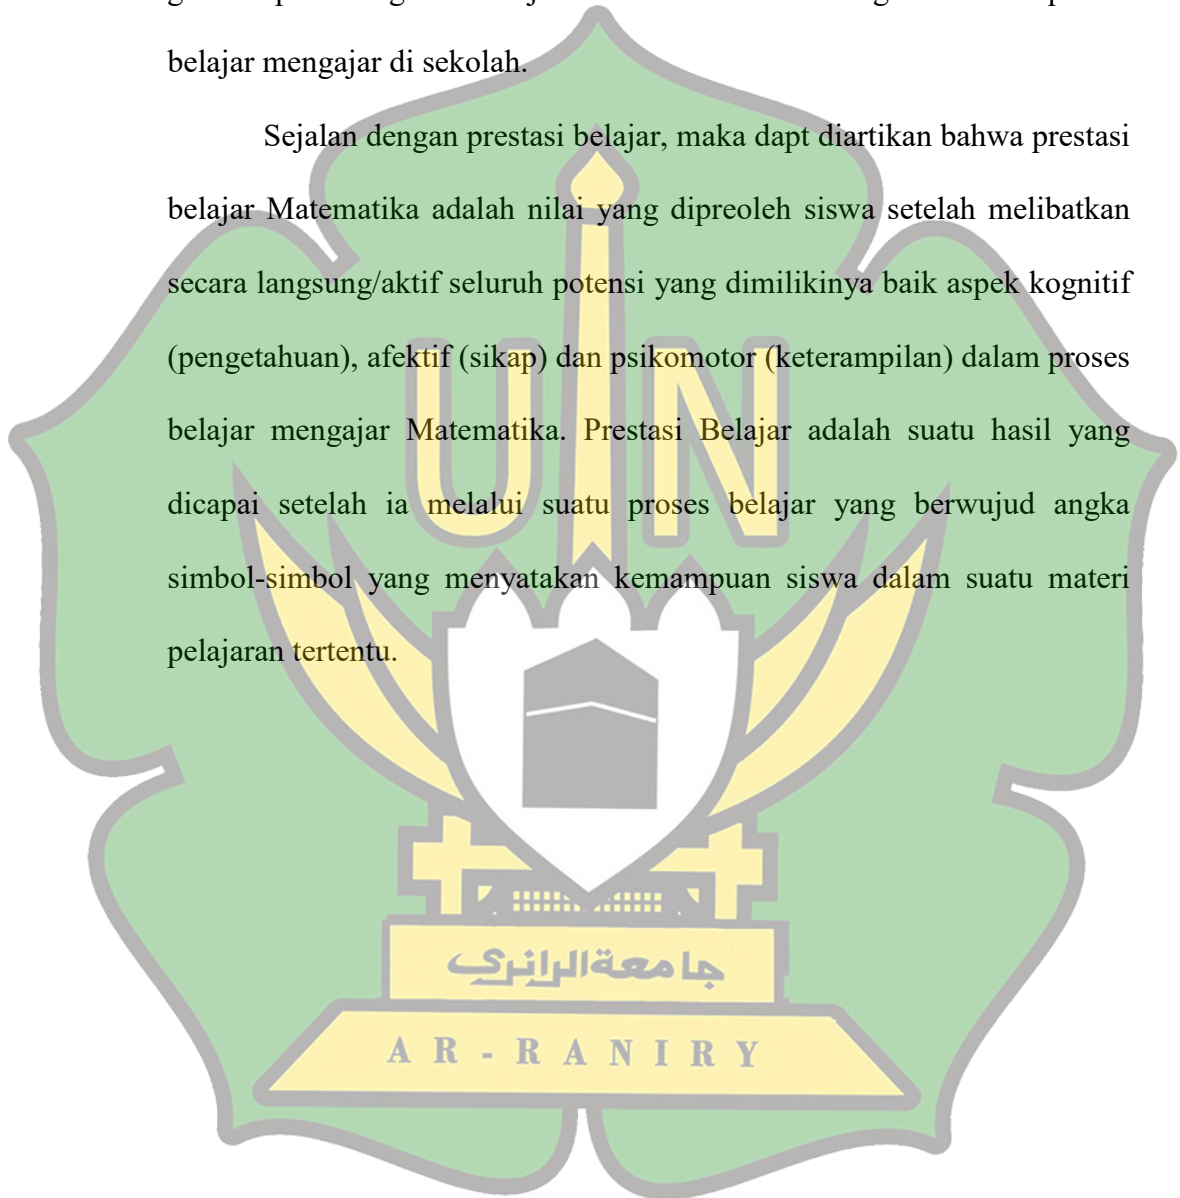 belajar mengajar di sekolah.
Sejalan dengan prestasi belajar, maka dapt diartikan bahwa prestasi
belajar Matematika adalah nilai yang dipreoleh siswa setelah melibatkan
secara langsung/aktif seluruh potensi yang dimilikinya baik aspek kognitif
(pengetahuan), afektif (sikap) dan psikomotor (keterampilan) dalam proses
belajar mengajar Matematika. Prestasi Belajar adalah suatu hasil yang
dicapai setelah ia melalui suatu proses belajar yang berwujud angka
simbol-simbol yang menyatakan kemampuan siswa dalam suatu materi
pelajaran tertentu.
UIN
جامعة الرانري
AR-RANIRY